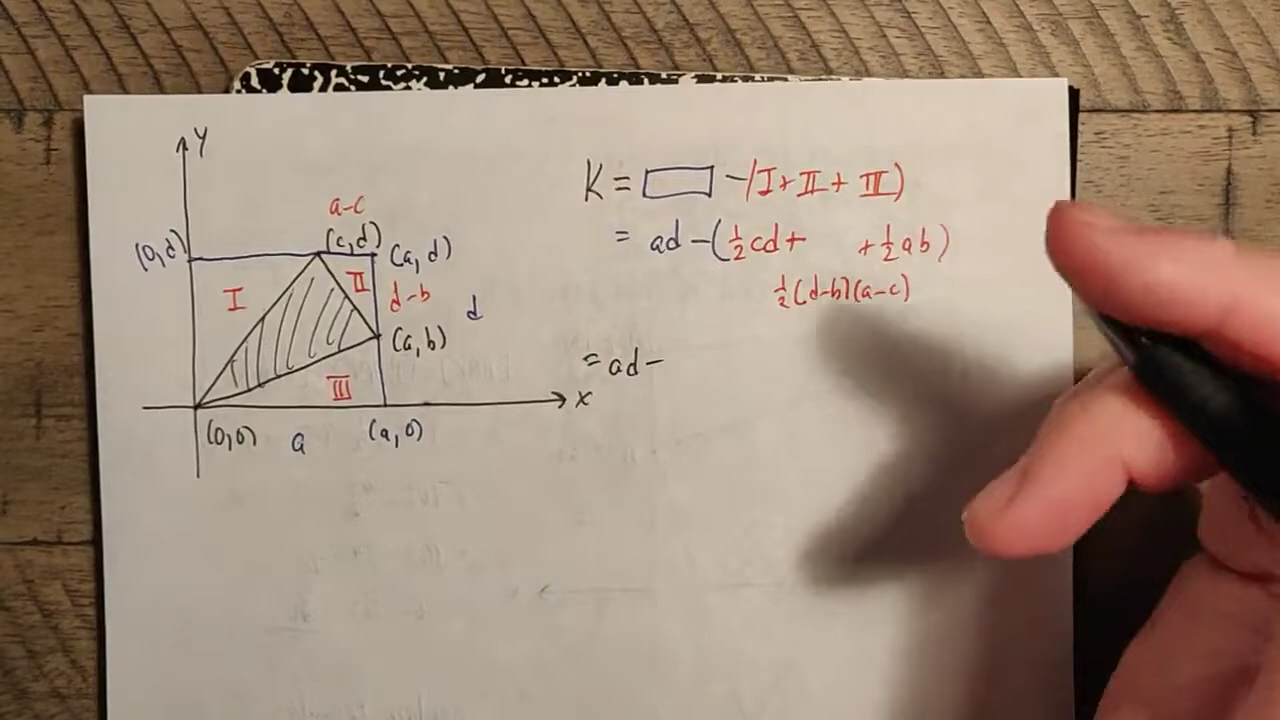 y
a-c
(0,d) (c,d) (a,d)
I II d-b d
(a,b)
III
x
(0,0) a (a,0)
K = ▭ -(I+II+III)
= ad-(½cd+ +½ab)
½(d-b)(a-c)
= ad-